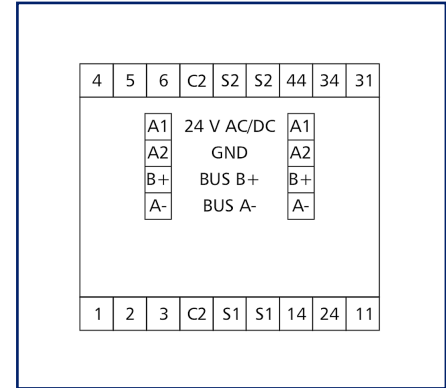 4 5 6 C2 S2 S2 44 34 31
A1 24 V AC/DC A1
A2 GND A2
B+ BUS B+ B+
A- BUS A- A-
1 2 3 C2 S1 S1 14 24 11